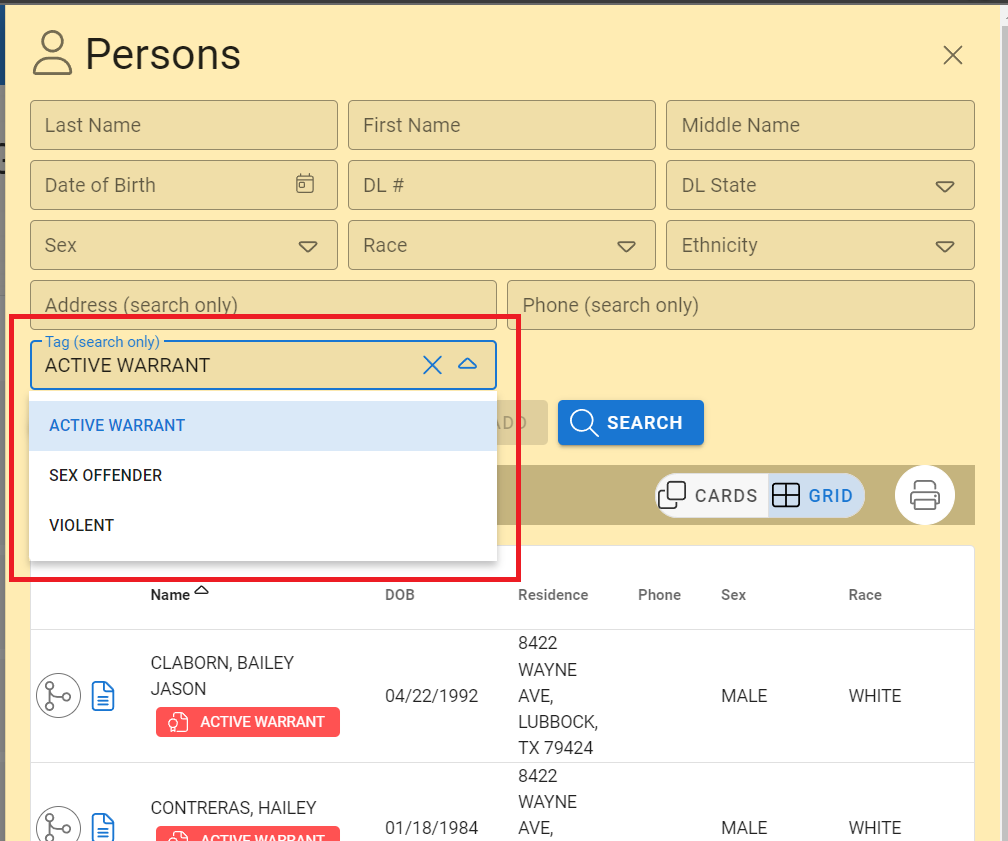 Persons
Last Name
First Name
Middle Name
Date of Birth
DL #
DL State
Sex
Race
Ethnicity
Address (search only)
Phone (search only)
Tag (search only)
ACTIVE WARRANT
ACTIVE WARRANT
SEX OFFENDER
VIOLENT
ADD
SEARCH
CARDS
GRID
Name
DOB
Residence
Phone
Sex
Race
CLABORN, BAILEY
JASON
ACTIVE WARRANT
04/22/1992
8422
WAYNE
AVE,
LUBBOCK,
TX 79424
MALE
WHITE
CONTRERAS, HAILEY
ACTIVE WARRANT
01/18/1984
8422
WAYNE
AVE,
MALE
WHITE